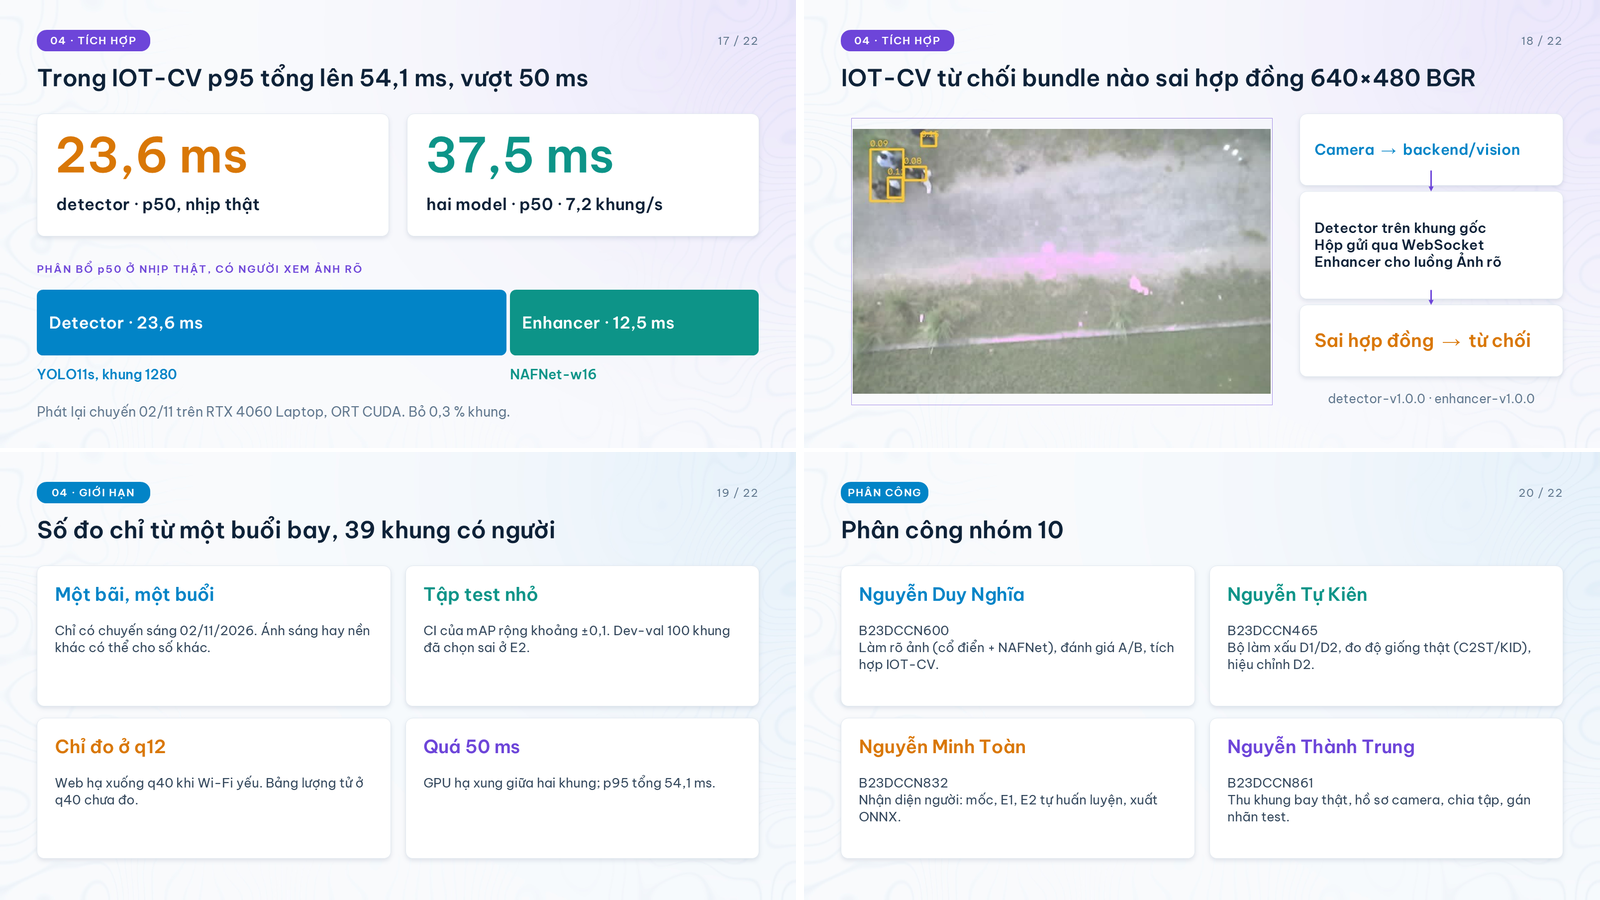 04 · TÍCH HỢP
17 / 22
Trong IOT-CV p95 tổng lên 54,1 ms, vượt 50 ms
23,6 ms
detector · p50, nhịp thật
37,5 ms
hai model · p50 · 7,2 khung/s
PHÂN BỔ p50 Ở NHỊP THẬT, CÓ NGƯỜI XEM ẢNH RÕ
Detector · 23,6 ms
Enhancer · 12,5 ms
YOLO11s, khung 1280
NAFNet-w16
Phát lại chuyến 02/11 trên RTX 4060 Laptop, ORT CUDA. Bỏ 0,3 % khung.
04 · TÍCH HỢP
18 / 22
IOT-CV từ chối bundle nào sai hợp đồng 640×480 BGR
0.09
0.08
Camera → backend/vision
Detector trên khung gốc
Hộp gửi qua WebSocket
Enhancer cho luồng Ảnh rõ
Sai hợp đồng → từ chối
detector-v1.0.0 · enhancer-v1.0.0
04 · GIỚI HẠN
19 / 22
Số đo chỉ từ một buổi bay, 39 khung có người
Một bãi, một buổi
Chỉ có chuyến sáng 02/11/2026. Ánh sáng hay nền
khác có thể cho số khác.
Tập test nhỏ
CI của mAP rộng khoảng ±0,1. Dev-val 100 khung
đã chọn sai ở E2.
Chỉ đo ở q12
Web hạ xuống q40 khi Wi-Fi yếu. Bảng lượng tử ở
q40 chưa đo.
Quá 50 ms
GPU hạ xung giữa hai khung; p95 tổng 54,1 ms.
PHÂN CÔNG
20 / 22
Phân công nhóm 10
Nguyễn Duy Nghĩa
B23DCCN600
Làm rõ ảnh (cổ điển + NAFNet), đánh giá A/B, tích
hợp IOT-CV.
Nguyễn Tự Kiên
B23DCCN465
Bộ làm xấu D1/D2, đo độ giống thật (C2ST/KID),
hiệu chỉnh D2.
Nguyễn Minh Toàn
B23DCCN832
Nhận diện người: mốc, E1, E2 tự huấn luyện, xuất
ONNX.
Nguyễn Thành Trung
B23DCCN861
Thu khung bay thật, hồ sơ camera, chia tập, gán
nhãn test.